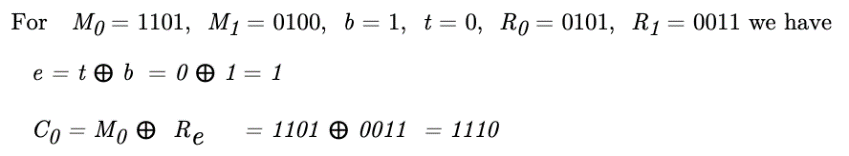 For M₀ = 1101, M₁ = 0100, b = 1, t = 0, R₀ = 0101, R₁ = 0011 we have
e = t ⊕ b = 0 ⊕ 1 = 1
C₀ = M₀ ⊕ Rₑ = 1101 ⊕ 0011 = 1110